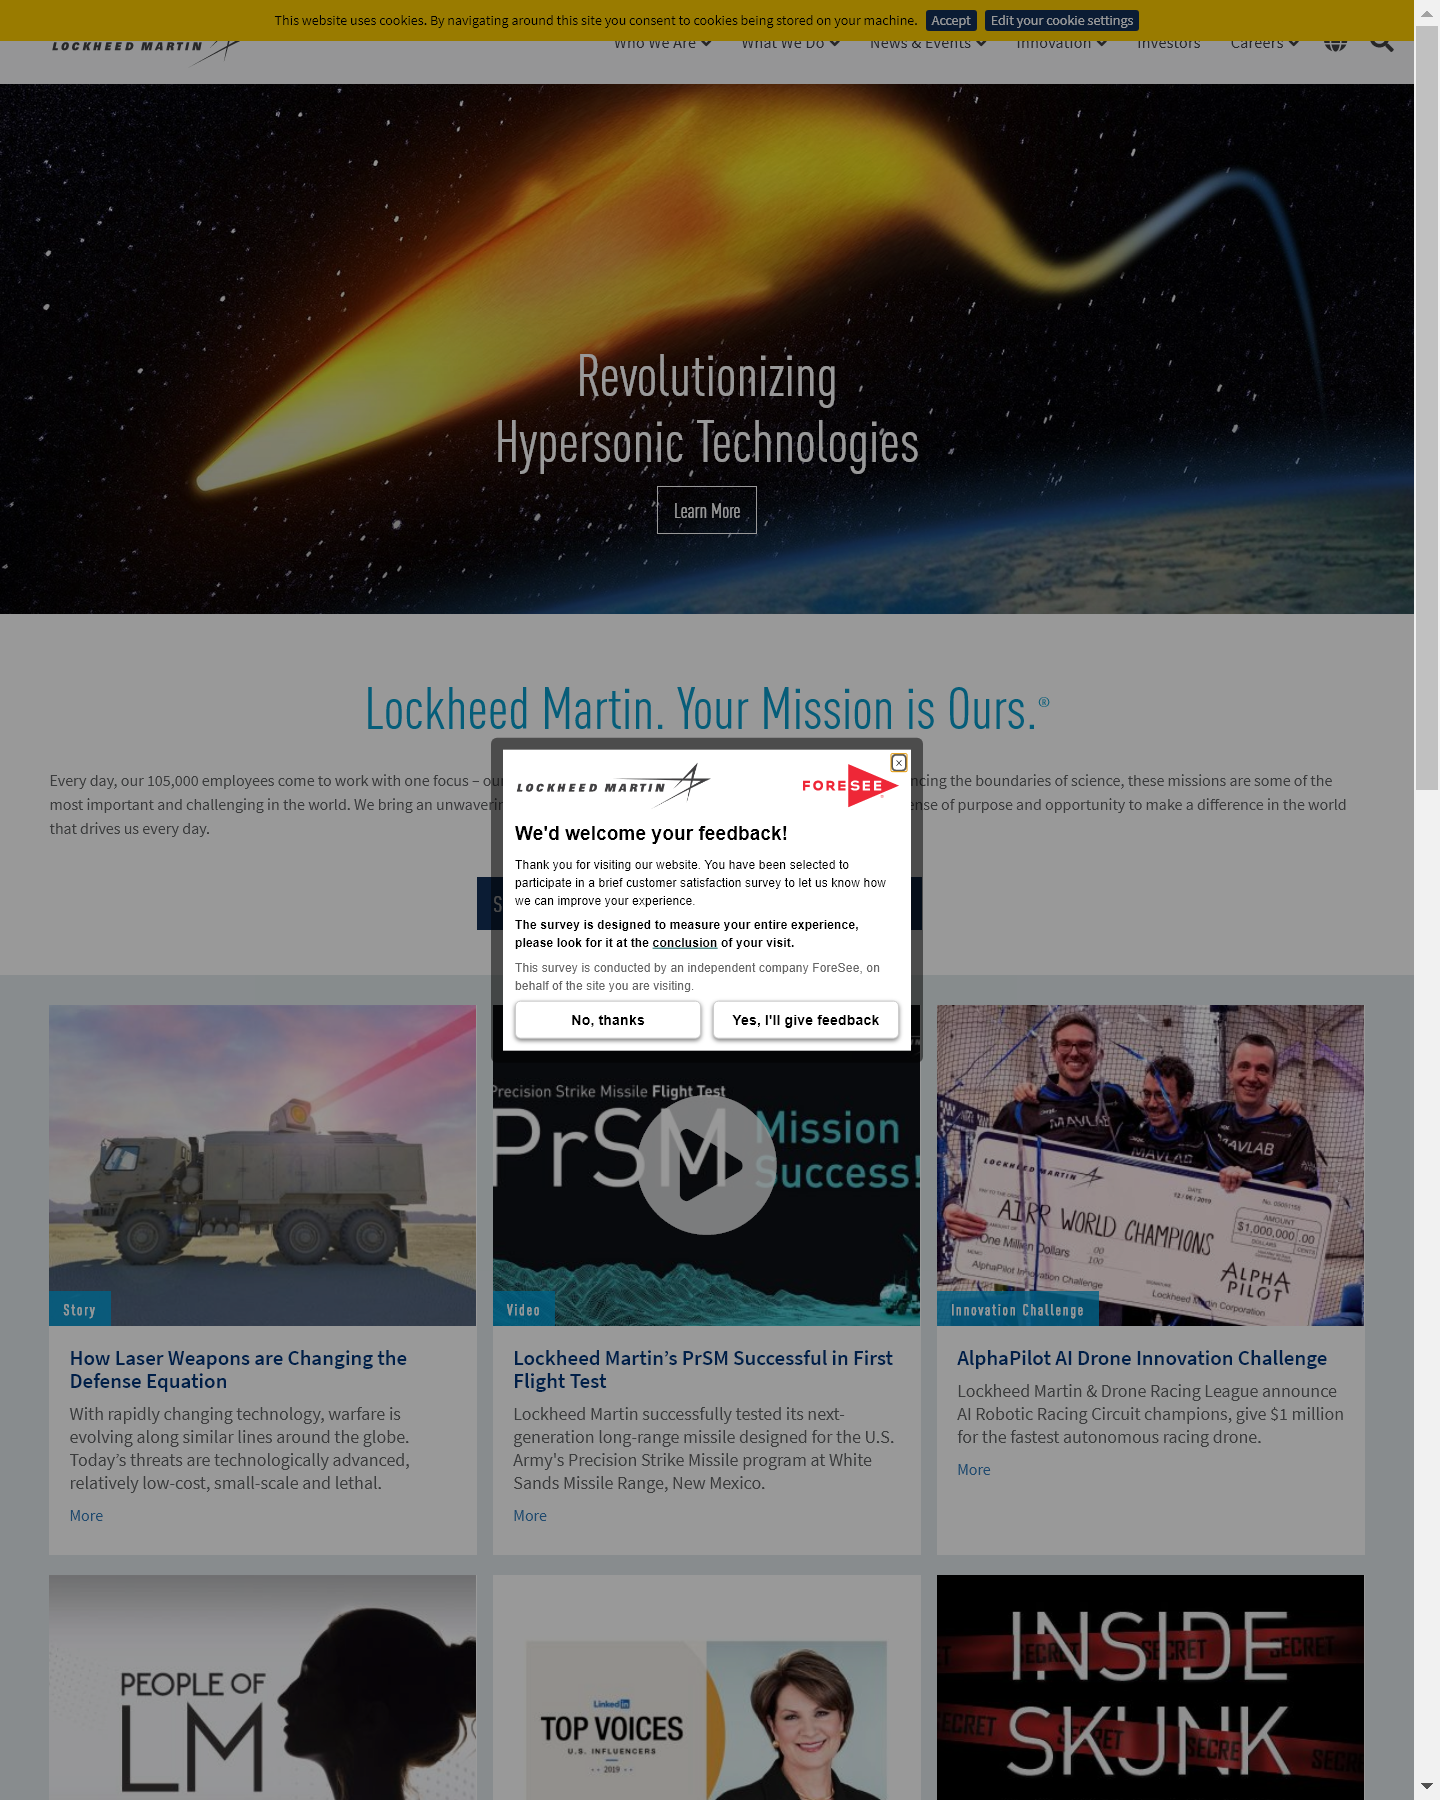 This website uses cookies. By navigating around this site you consent to cookies being stored on your machine. Accept Edit your cookie settings
LOCKHEED MARTIN Who We Are What We Do News & Events Innovation Investors Careers
Revolutionizing
Hypersonic Technologies
Learn More
Lockheed Martin. Your Mission is Ours.®
Every day, our 105,000 employees come to work with one focus –
ncing the boundaries of science, these missions are some of the
most important and challenging in the world. We bring an
ense of purpose and opportunity to make a difference in the world
that drives us every day.
LOCKHEED MARTIN
FORESEE
We'd welcome your feedback!
Thank you for visiting our website. You have been selected to
participate in a brief customer satisfaction survey to let us know how
we can improve your experience.
The survey is designed to measure your entire experience,
please look for it at the conclusion of your visit.
This survey is conducted by an independent company ForeSee, on
behalf of the site you are visiting.
No, thanks Yes, I'll give feedback
Story
How Laser Weapons are Changing the
Defense Equation
With rapidly changing technology, warfare is
evolving along similar lines around the globe.
Today’s threats are technologically advanced,
relatively low-cost, small-scale and lethal.
More
Precision Strike Missile Flight Test
PrSM Mission
Success!
Video
Lockheed Martin’s PrSM Successful in First
Flight Test
Lockheed Martin successfully tested its next-
generation long-range missile designed for the U.S.
Army's Precision Strike Missile program at White
Sands Missile Range, New Mexico.
More
MAVLAB
MAVLAB
LOCKHEED MARTIN
DATE
12/06/2019
AIRR WORLD CHAMPIONS
AMOUNT
$1,000,000.00
DOLLARS CENTS
One Million Dollars 00
100
AlphaPilot Innovation Challenge
SIGNATURE
Lockheed Martin Corporation
ALPHA
PILOT
Innovation Challenge
AlphaPilot AI Drone Innovation Challenge
Lockheed Martin & Drone Racing League announce
AI Robotic Racing Circuit champions, give $1 million
for the fastest autonomous racing drone.
More
PEOPLE OF
LM
LinkedIn
TOP VOICES
U.S. INFLUENCERS
2019
INSIDE
SKUNK
SECRET
SECRET
SECRET
SECRET
SECRET